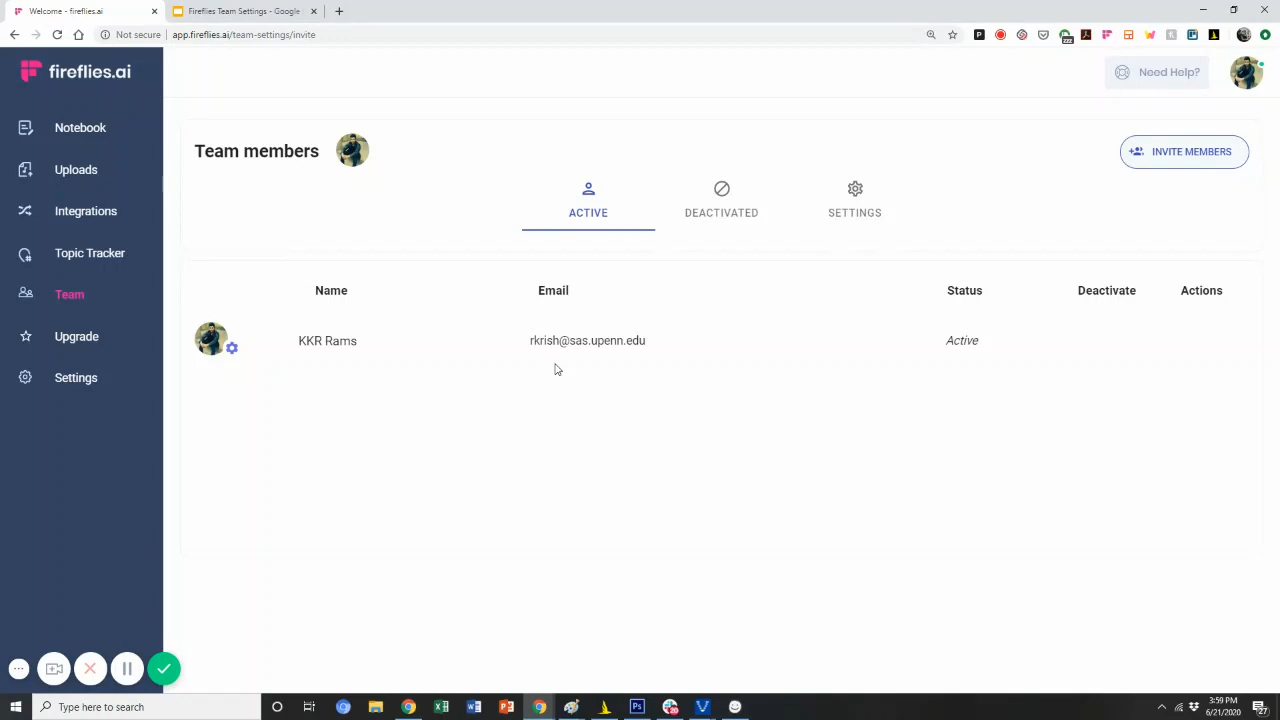 Welcome - fireflies.ai
Fireflies Team Settings - Google
Not secure
app.fireflies.ai/team-settings/invite
fireflies.ai
Need Help?
Notebook
Uploads
Integrations
Topic Tracker
Team
Upgrade
Settings
Team members
INVITE MEMBERS
ACTIVE
DEACTIVATED
SETTINGS
Name
Email
Status
Deactivate
Actions
KKR Rams
rkrish@sas.upenn.edu
Active
Type here to search
3:59 PM
6/21/2020
27